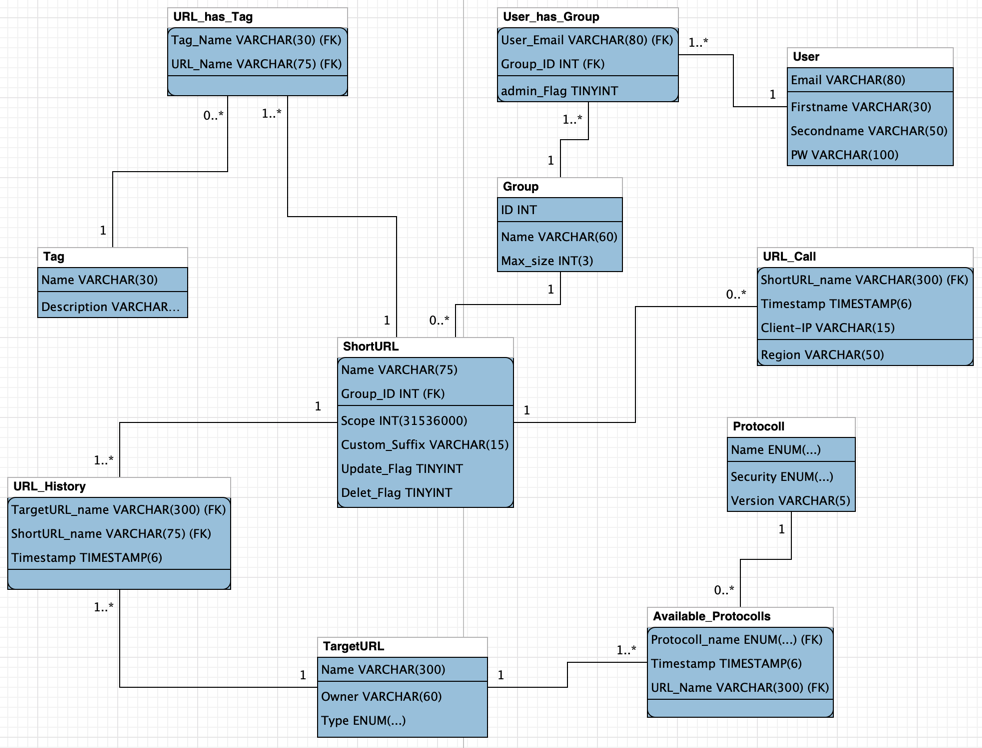 URL_has_Tag
Tag_Name VARCHAR(30) (FK)
URL_Name VARCHAR(75) (FK)
User_has_Group
User_Email VARCHAR(80) (FK)
Group_ID INT (FK)
admin_Flag TINYINT
1..*
User
Email VARCHAR(80)
Firstname VARCHAR(30)
Secondname VARCHAR(50)
PW VARCHAR(100)
1
0..*
1..*
1..*
1
Group
ID INT
Name VARCHAR(60)
Max_size INT(3)
1
Tag
Name VARCHAR(30)
Description VARCHAR...
URL_Call
ShortURL_name VARCHAR(300) (FK)
Timestamp TIMESTAMP(6)
Client-IP VARCHAR(15)
Region VARCHAR(50)
1
0..*
1
0..*
ShortURL
Name VARCHAR(75)
Group_ID INT (FK)
Scope INT(31536000)
Custom_Suffix VARCHAR(15)
Update_Flag TINYINT
Delet_Flag TINYINT
1
1
1..*
Protocoll
Name ENUM(...)
Security ENUM(...)
Version VARCHAR(5)
URL_History
TargetURL_name VARCHAR(300) (FK)
ShortURL_name VARCHAR(75) (FK)
Timestamp TIMESTAMP(6)
1
0..*
1..*
Available_Protocolls
Protocoll_name ENUM(...) (FK)
Timestamp TIMESTAMP(6)
URL_Name VARCHAR(300) (FK)
TargetURL
Name VARCHAR(300)
Owner VARCHAR(60)
Type ENUM(...)
1..*
1
1